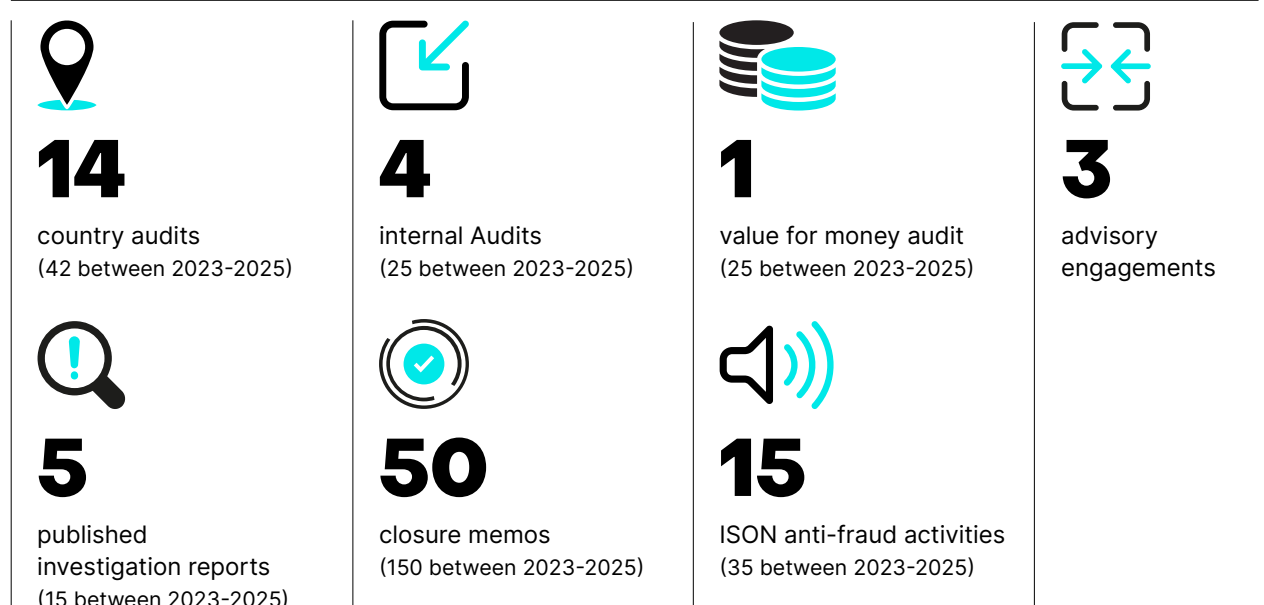 14
country audits
(42 between 2023-2025)
4
internal Audits
(25 between 2023-2025)
1
value for money audit
(25 between 2023-2025)
3
advisory
engagements
5
published
investigation reports
(15 between 2023-2025)
50
closure memos
(150 between 2023-2025)
15
ISON anti-fraud activities
(35 between 2023-2025)